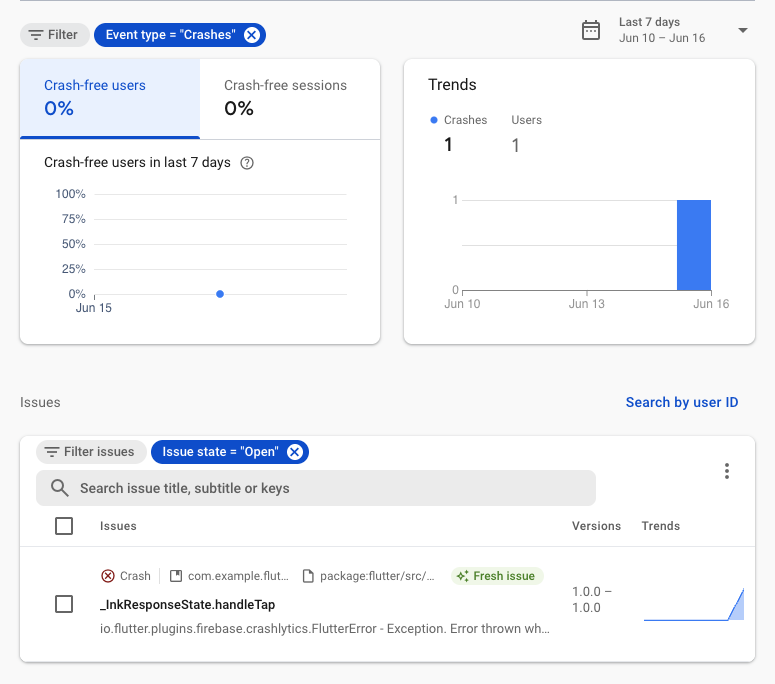 Filter
Event type = "Crashes"
Last 7 days
Jun 10 – Jun 16
Crash-free users
0%
Crash-free sessions
0%
Crash-free users in last 7 days
100%
75%
50%
25%
0%
Jun 15
Trends
Crashes
1
Users
1
1
0
Jun 10
Jun 13
Jun 16
Issues
Search by user ID
Filter issues
Issue state = "Open"
Search issue title, subtitle or keys
Issues
Versions
Trends
Crash
com.example.flut...
package:flutter/src/...
Fresh issue
1.0.0 –
1.0.0
_InkResponseState.handleTap
io.flutter.plugins.firebase.crashlytics.FlutterError - Exception. Error thrown wh...